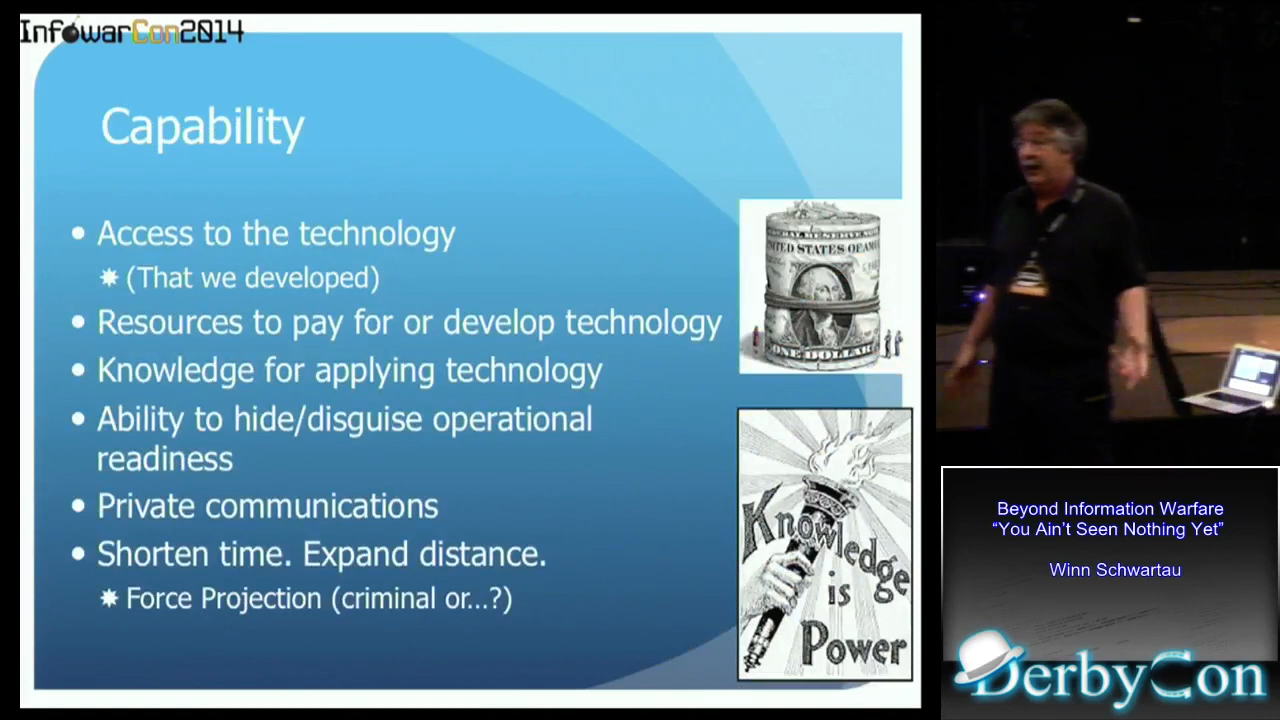 InfowarCon2014
Capability
Access to the technology
(That we developed)
Resources to pay for or develop technology
Knowledge for applying technology
Ability to hide/disguise operational
readiness
Private communications
Shorten time. Expand distance.
Force Projection (criminal or...?)
UNITED STATES OF AM
ONE DOLLAR
Knowledge
is
Power
Beyond Information Warfare
“You Ain’t Seen Nothing Yet”
Winn Schwartau
DerbyCon